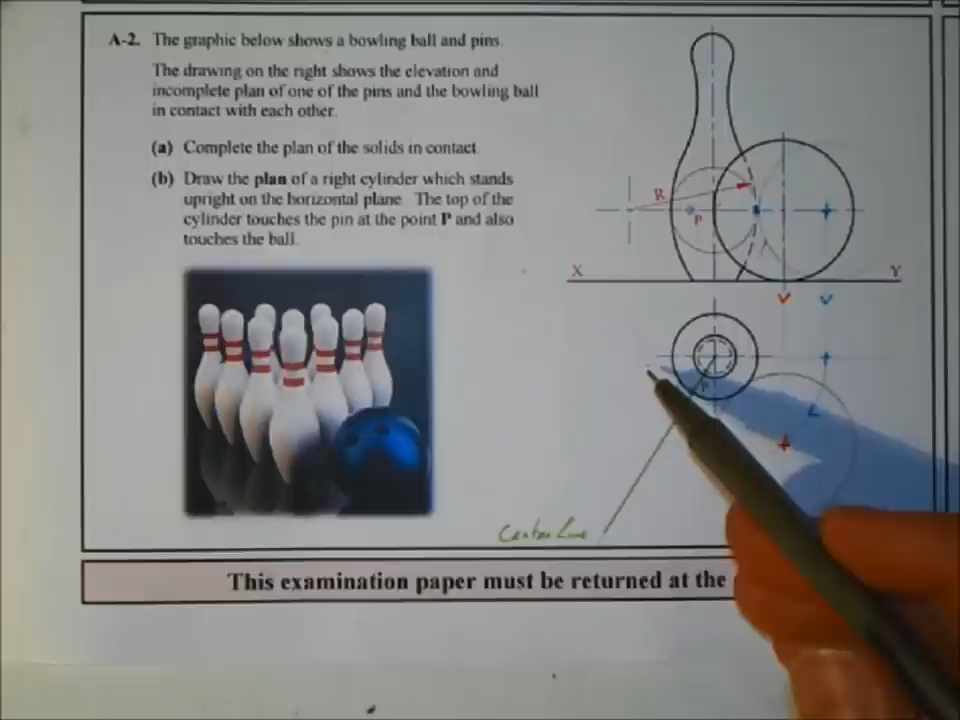 A-2. The graphic below shows a bowling ball and pins.
The drawing on the right shows the elevation and
incomplete plan of one of the pins and the bowling ball
in contact with each other.
(a) Complete the plan of the solids in contact.
(b) Draw the plan of a right cylinder which stands
upright on the horizontal plane. The top of the
cylinder touches the pin at the point P and also
touches the ball.
R
P
X
Y
Center Line
This examination paper must be returned at the